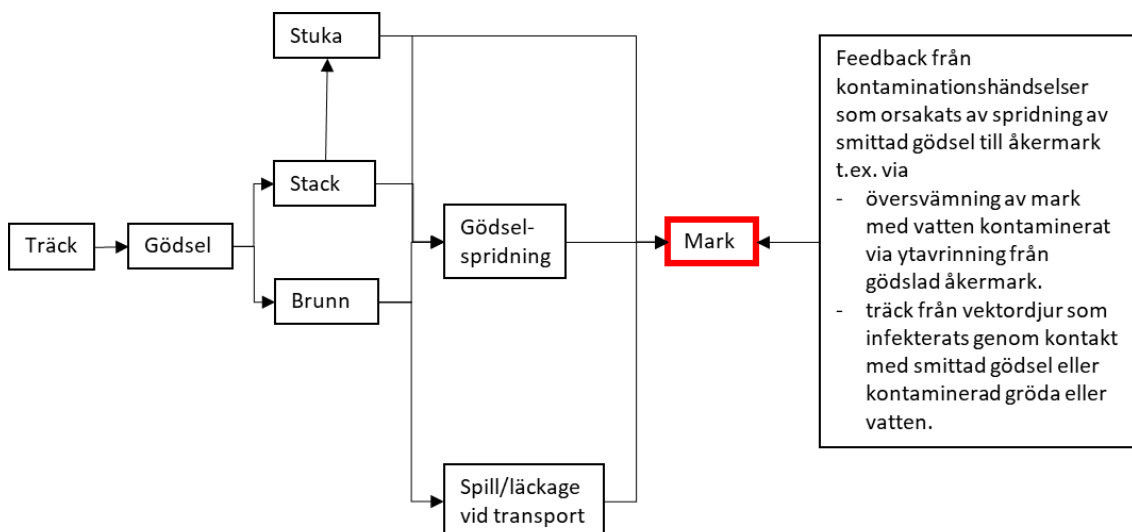 Stuka
Stack
Träck
Gödsel
Brunn
Gödsel-
spridning
Spill/läckage
vid transport
Mark
Feedback från
kontaminationshändselser
som orsakats av spridning av
smittad gödsel till åkermark
t.ex. via
- översvämning av mark
med vatten kontaminerat
via ytavrinning från
gödslad åkermark.
- träck från vektordjur som
infekterats genom kontakt
med smittad gödsel eller
kontaminerad gröda eller
vatten.